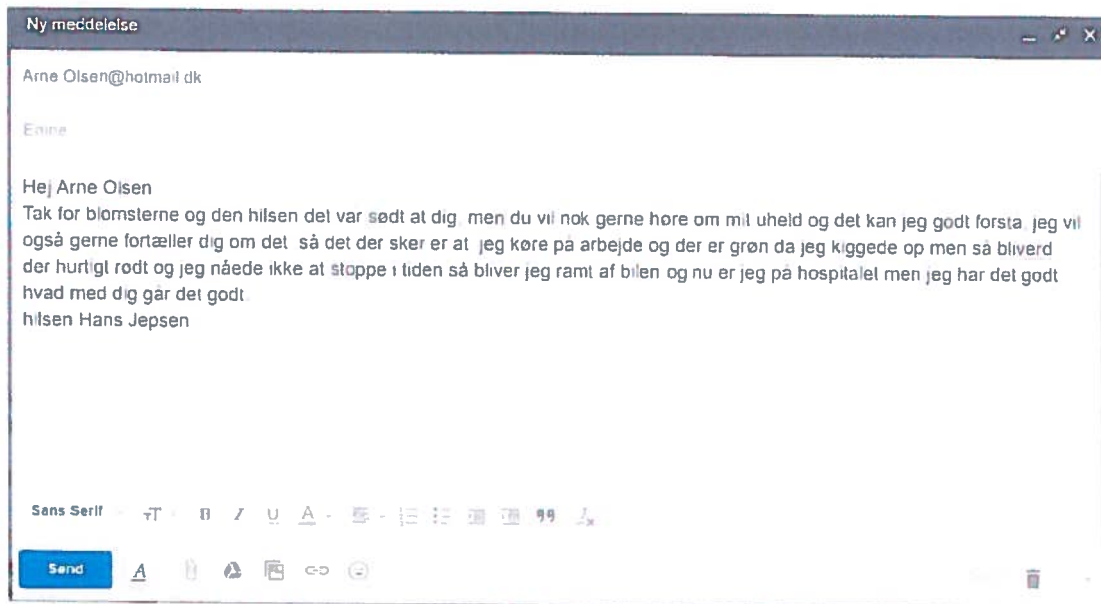 Ny meddelelse
Arne Olsen@hotmail dk
Emne
Hej Arne Olsen
Tak for blomsterne og den hilsen det var sødt at dig. men du vil nok gerne høre om mit uheld og det kan jeg godt forsta. jeg vil
også gerne fortæller dig om det så det der sker er at jeg køre på arbejde og der er grøn da jeg kiggede op men så bliverd
der hurtigt rødt og jeg nåede ikke at stoppe i tiden så bliver jeg ramt af bilen og nu er jeg på hospitalet men jeg har det godt
hvad med dig går det godt.
hilsen Hans Jepsen
Sans Serif
Send